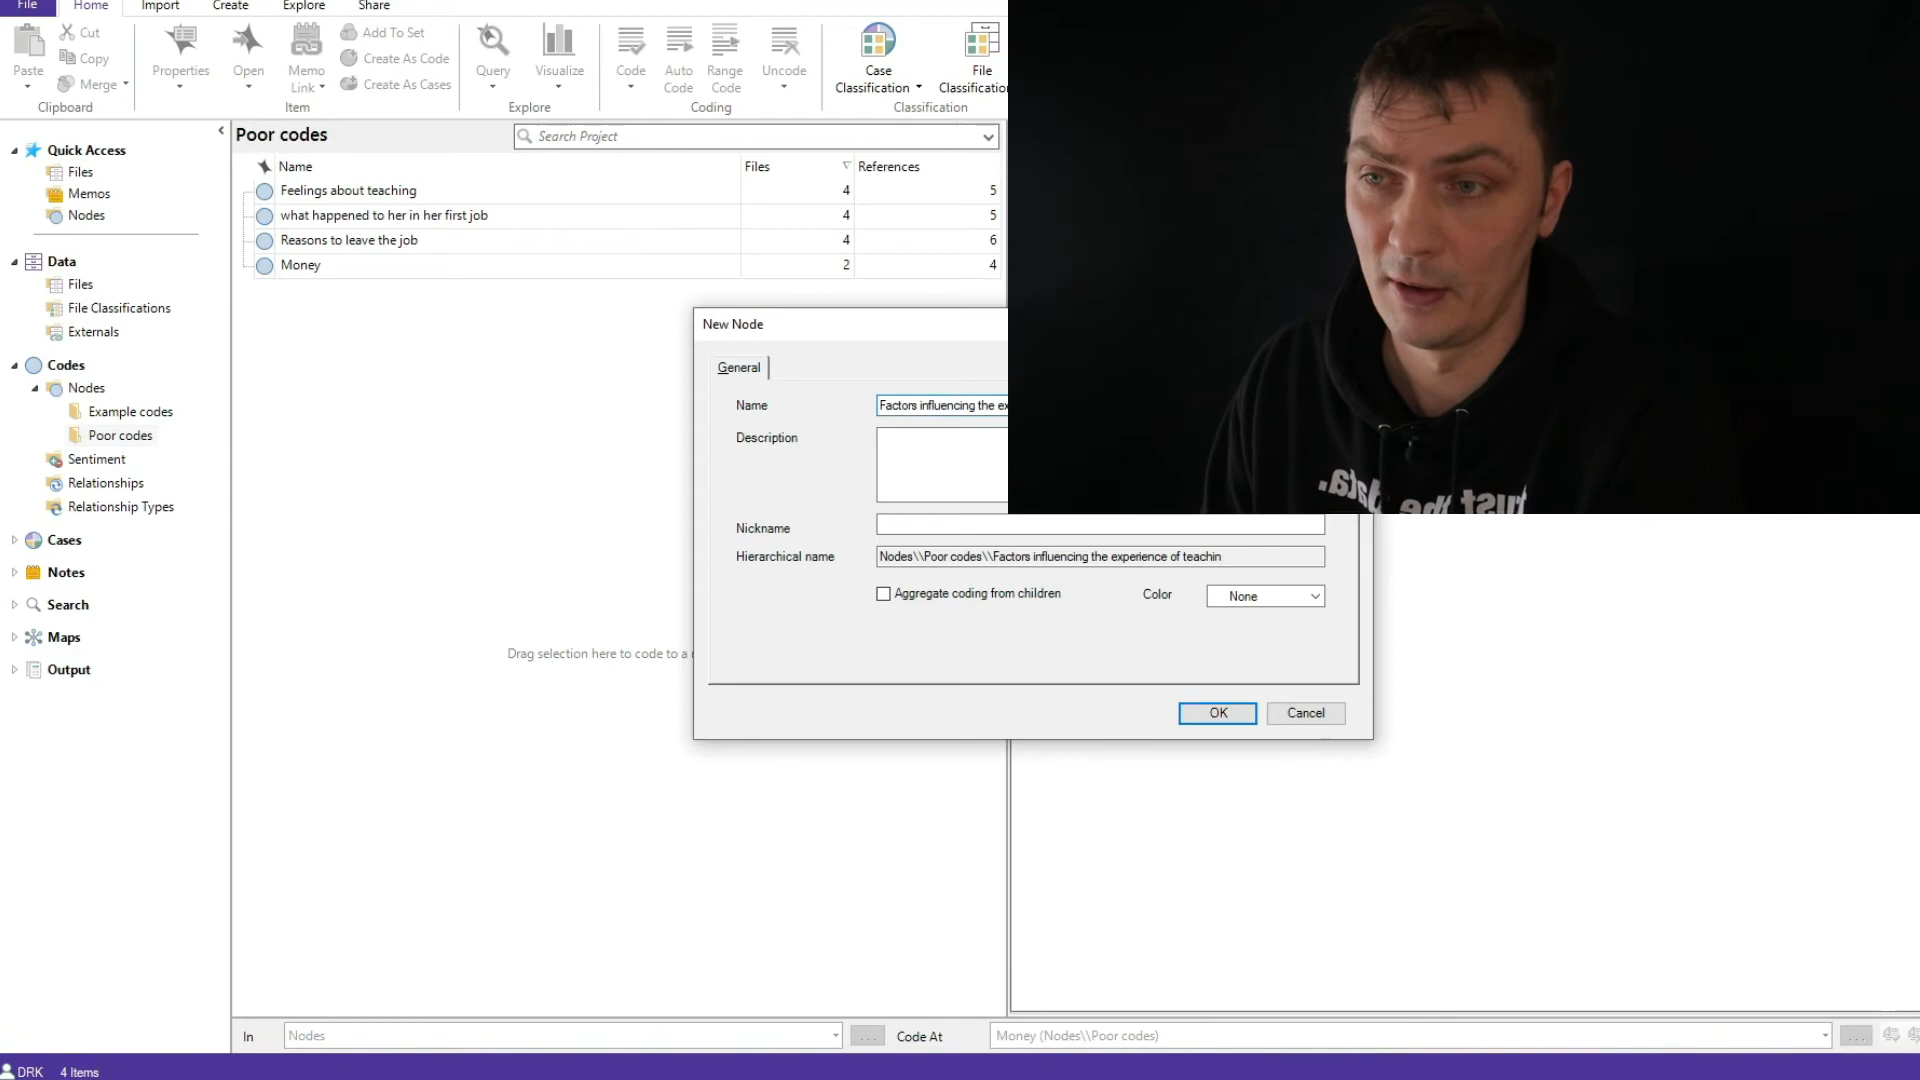 File Home Import Create Explore Share
Paste Cut Copy Merge
Clipboard
Properties Open Memo Link Add To Set Create As Code Create As Cases
Item
Query Visualize
Explore
Code Auto Code Range Code Uncode
Coding
Case Classification File
Classification
Poor codes
Search Project
Name Files References
Feelings about teaching 4 5
what happened to her in her first job 4 5
Reasons to leave the job 4 6
Money 2 4
Quick Access
Files
Memos
Nodes
Data
Files
File Classifications
Externals
Codes
Nodes
Example codes
Poor codes
Sentiment
Relationships
Relationship Types
Cases
Notes
Search
Maps
Output
Drag selection here to code to a
New Node
General
Name Factors influencing the
Description
Nickname
Hierarchical name Nodes\\Poor codes\\Factors influencing the experience of teachin
Aggregate coding from children Color None
OK Cancel
trust the data.
In Nodes ... Code At Money (Nodes\\Poor codes) ...
DRK 4 Items